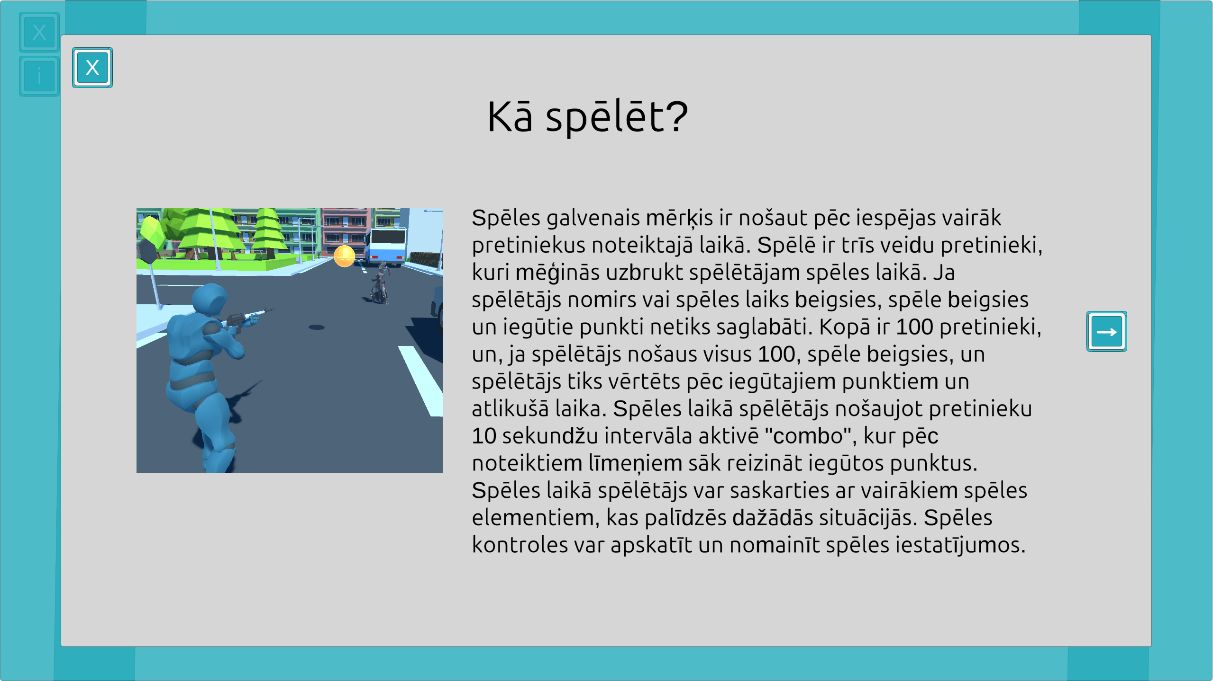 X
i
X
Kā spēlēt?
Spēles galvenais mērķis ir nošaut pēc iespējas vairāk
pretiniekus noteiktajā laikā. Spēlē ir trīs veidu pretinieki,
kuri mēģinās uzbrukt spēlētājam spēles laikā. Ja
spēlētājs nomirs vai spēles laiks beigsies, spēle beigsies
un iegūtie punkti netiks saglabāti. Kopā ir 100 pretinieki,
un, ja spēlētājs nošaus visus 100, spēle beigsies, un
spēlētājs tiks vērtēts pēc iegūtajiem punktiem un
atlikušā laika. Spēles laikā spēlētājs nošaujot pretinieku
10 sekundžu intervāla aktivē "combo", kur pēc
noteiktiem līmeņiem sāk reizināt iegūtos punktus.
Spēles laikā spēlētājs var saskarties ar vairākiem spēles
elementiem, kas palīdzēs dažādās situācijās. Spēles
kontroles var apskatīt un nomainīt spēles iestatījumos.
→